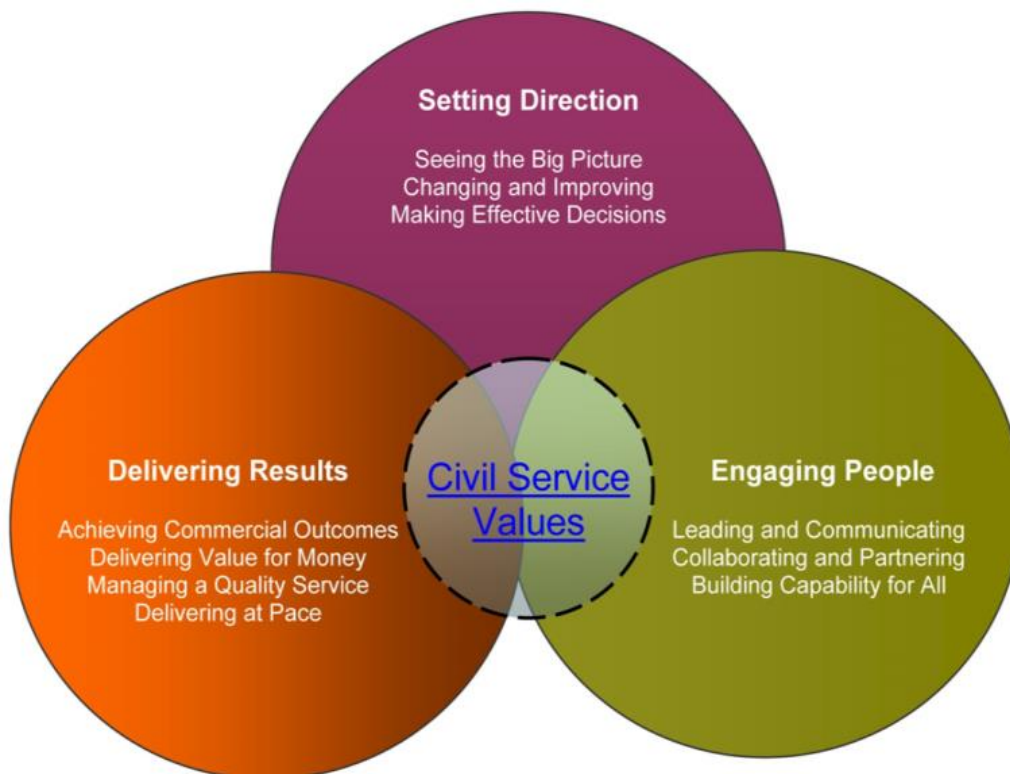 Setting Direction
Seeing the Big Picture
Changing and Improving
Making Effective Decisions
Delivering Results
Achieving Commercial Outcomes
Delivering Value for Money
Managing a Quality Service
Delivering at Pace
Civil Service
Values
Engaging People
Leading and Communicating
Collaborating and Partnering
Building Capability for All